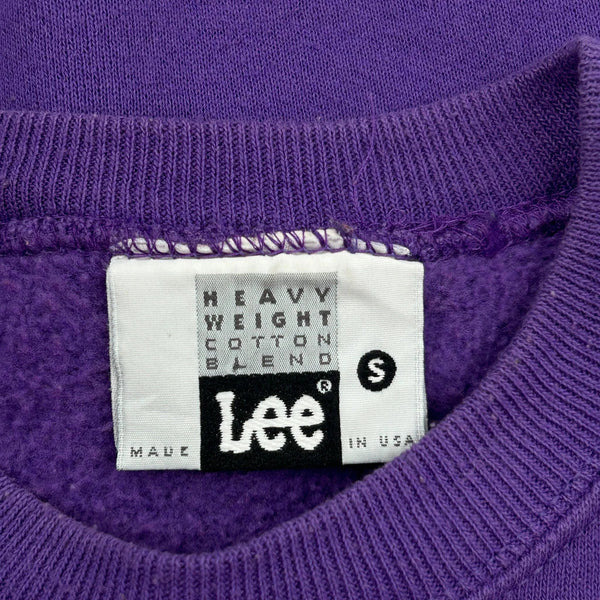 HEAVY
WEIGHT
COTTON
BLEND
S
Lee®
MADE IN USA